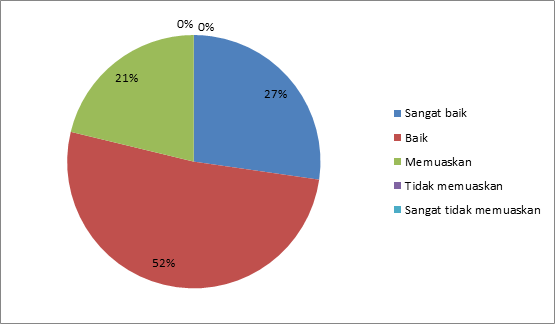 0% 0%
21%
27%
52%
Sangat baik
Baik
Memuaskan
Tidak memuaskan
Sangat tidak memuaskan